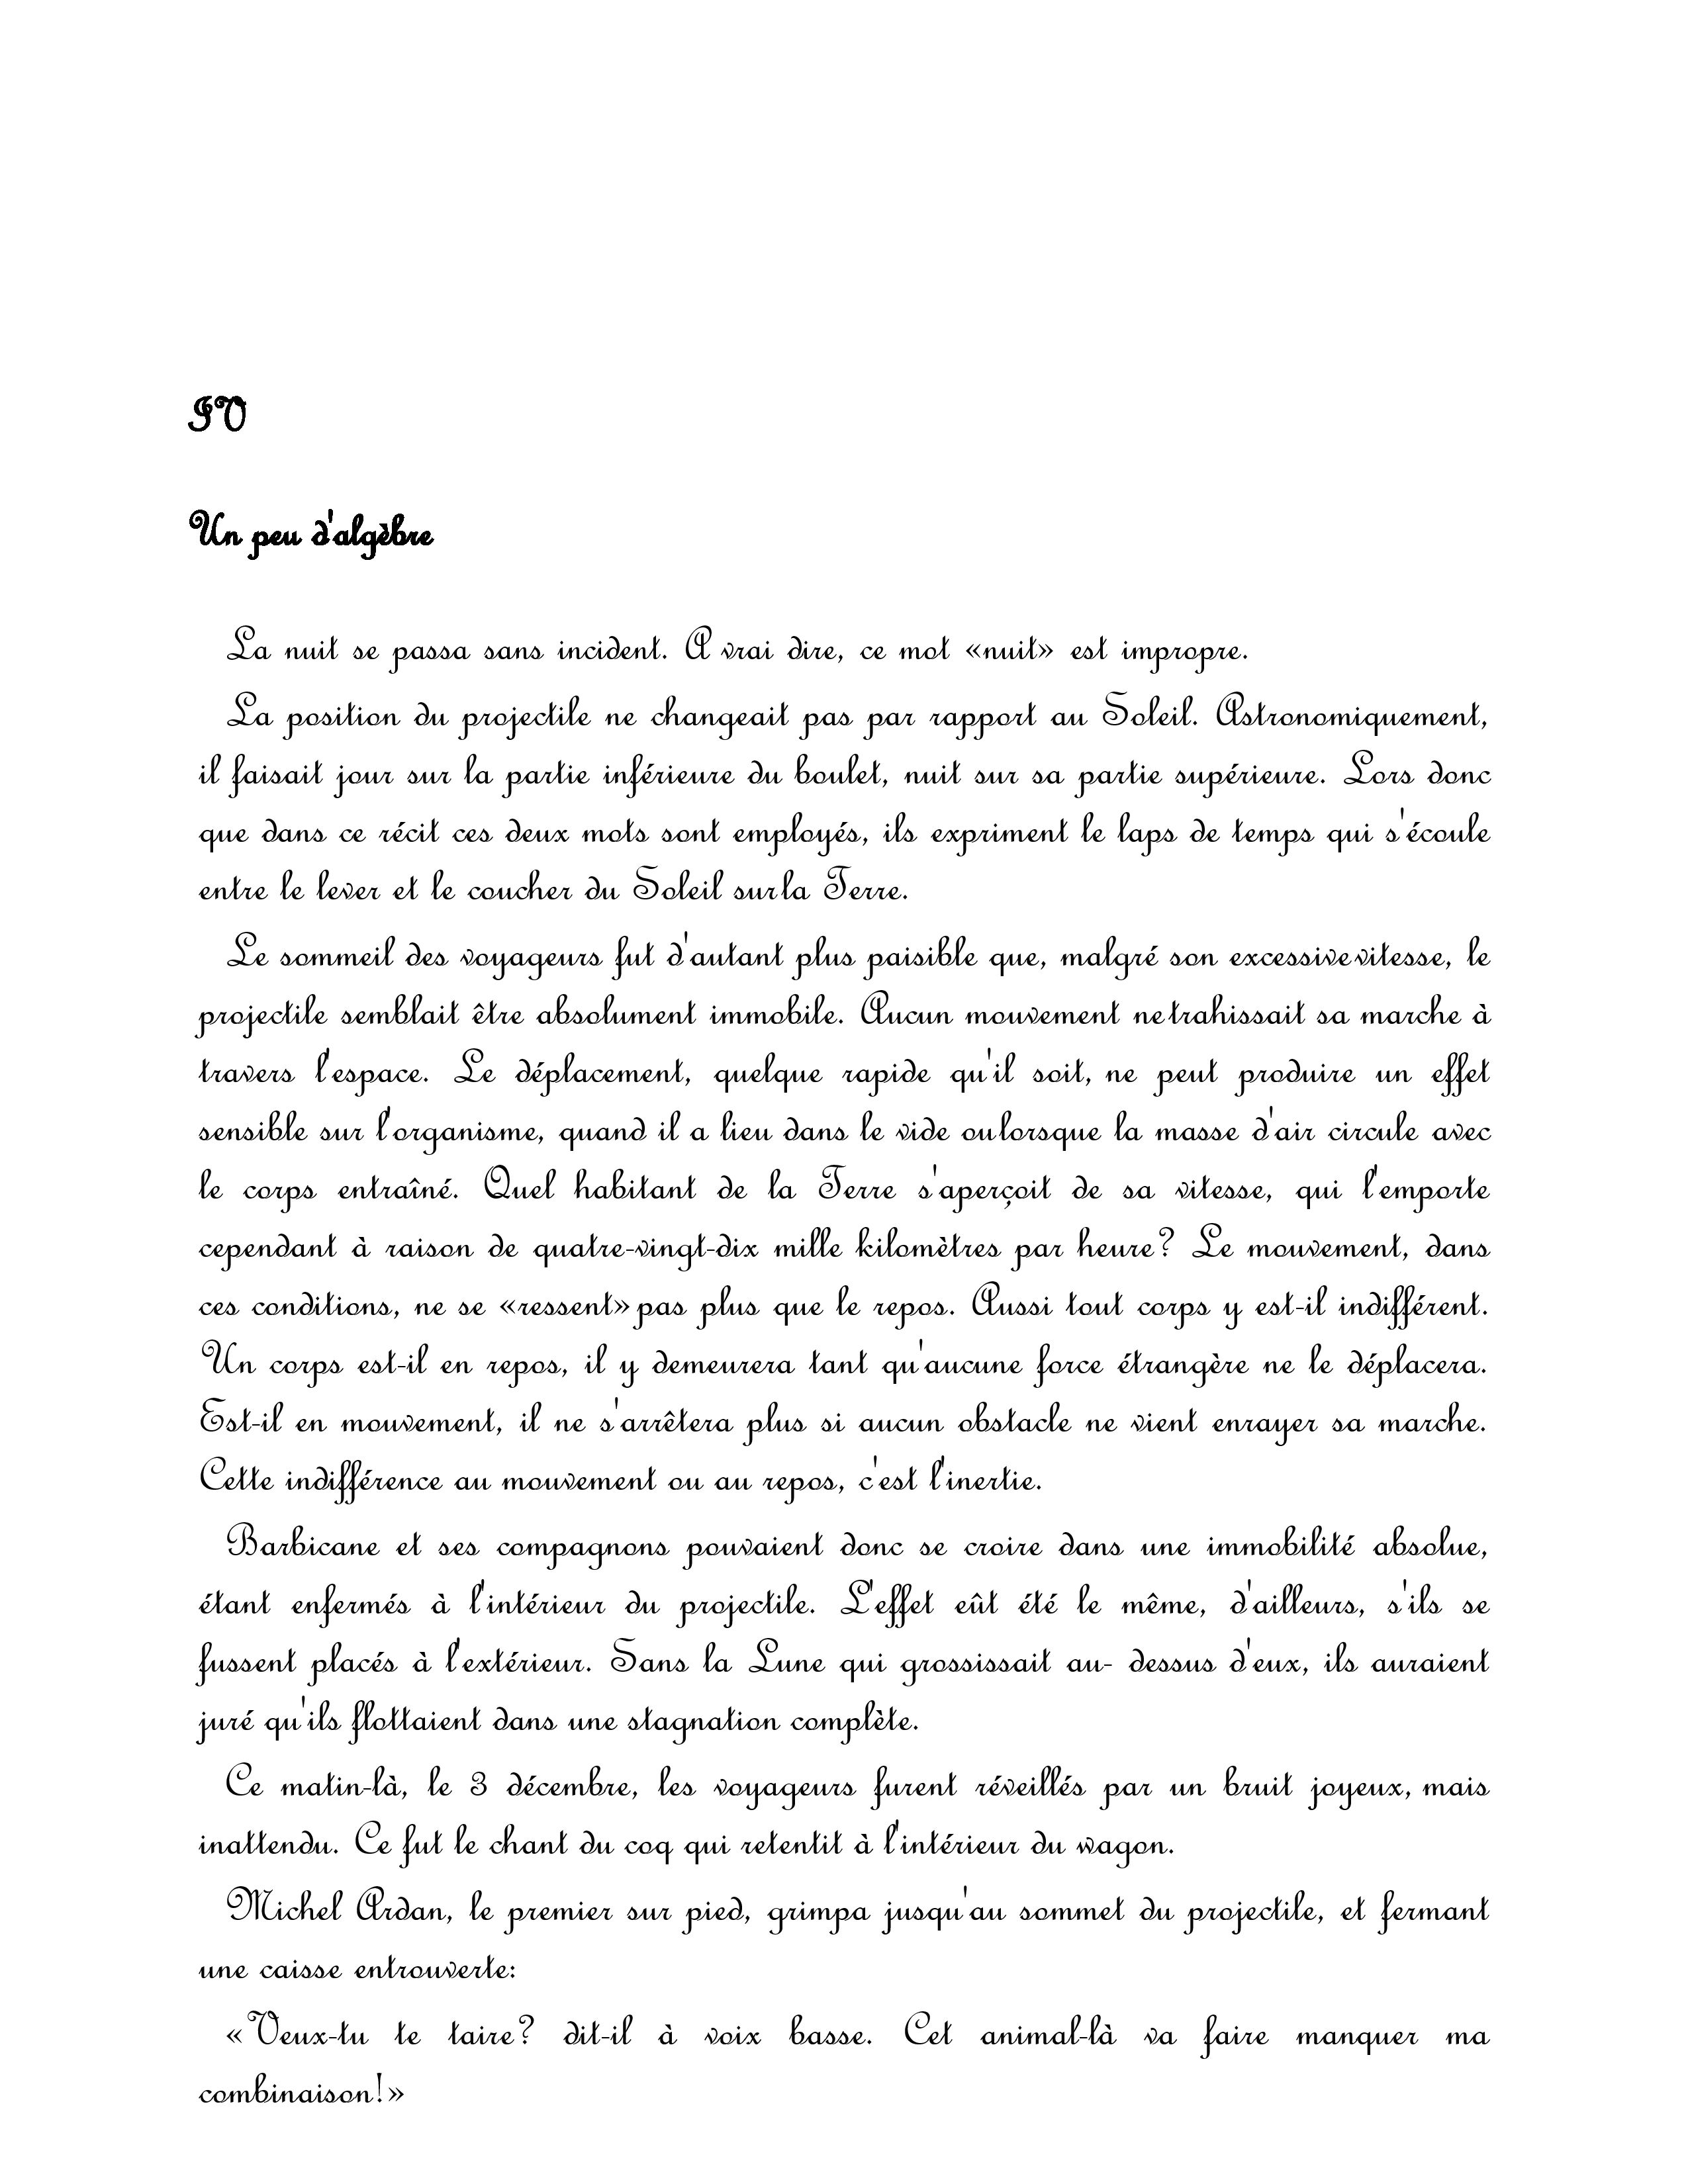 IV
Un peu d'algèbre
La nuit se passa sans incident. A vrai dire, ce mot «nuit» est impropre.
La position du projectile ne changeait pas par rapport au Soleil. Astronomiquement,
il faisait jour sur la partie inférieure du boulet, nuit sur sa partie supérieure. Lors donc
que dans ce récit ces deux mots sont employés, ils expriment le laps de temps qui s'écoule
entre le lever et le coucher du Soleil sur la Terre.
Le sommeil des voyageurs fut d'autant plus paisible que, malgré son excessive vitesse, le
projectile semblait être absolument immobile. Aucun mouvement ne trahissait sa marche à
travers l'espace. Le déplacement, quelque rapide qu'il soit, ne peut produire un effet
sensible sur l'organisme, quand il a lieu dans le vide ou lorsque la masse d'air circule avec
le corps entraîné. Quel habitant de la Terre s'aperçoit de sa vitesse, qui l'emporte
cependant à raison de quatre-vingt-dix mille kilomètres par heure? Le mouvement, dans
ces conditions, ne se «ressent» pas plus que le repos. Aussi tout corps y est-il indifférent.
Un corps est-il en repos, il y demeurera tant qu'aucune force étrangère ne le déplacera.
Est-il en mouvement, il ne s'arrêtera plus si aucun obstacle ne vient enrayer sa marche.
Cette indifférence au mouvement ou au repos, c'est l'inertie.
Barbicane et ses compagnons pouvaient donc se croire dans une immobilité absolue,
étant enfermés à l'intérieur du projectile. L'effet eût été le même, d'ailleurs, s'ils se
fussent placés à l'extérieur. Sans la Lune qui grossissait au- dessus d'eux, ils auraient
juré qu'ils flottaient dans une stagnation complète.
Ce matin-là, le 3 décembre, les voyageurs furent réveillés par un bruit joyeux, mais
inattendu. Ce fut le chant du coq qui retentit à l'intérieur du wagon.
Michel Ardan, le premier sur pied, grimpa jusqu'au sommet du projectile, et fermant
une caisse entrouverte:
«Veux-tu te taire? dit-il à voix basse. Cet animal-là va faire manquer ma
combinaison!»